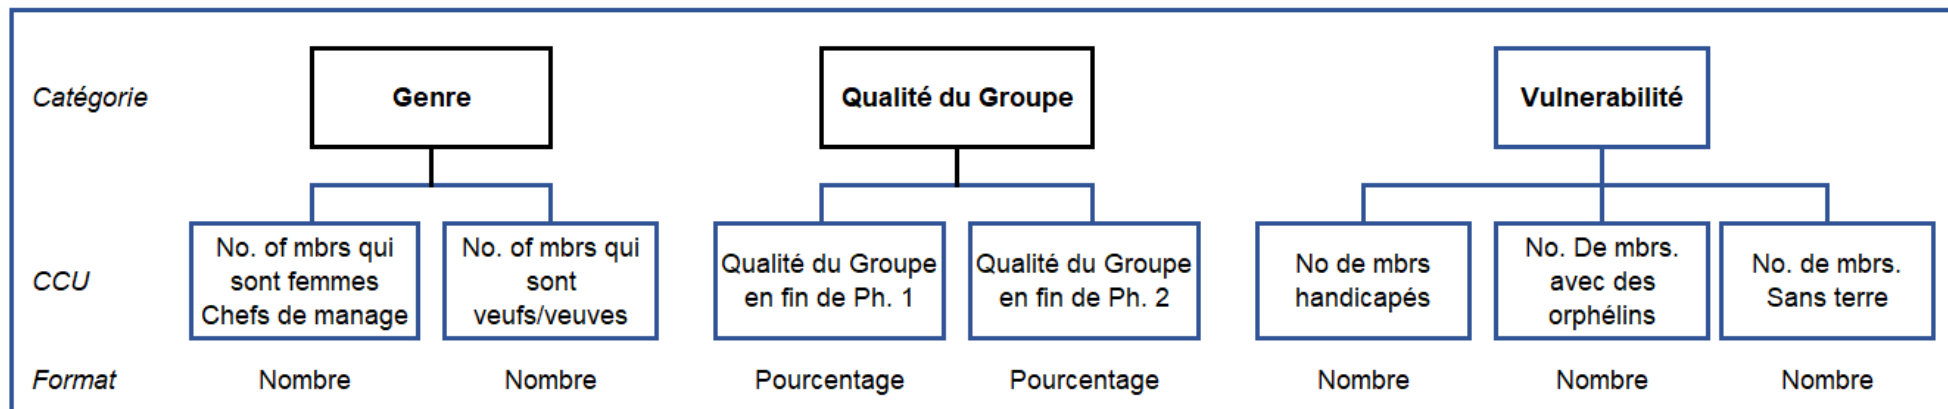 Catégorie
Genre
Qualité du Groupe
Vulnerabilité
CCU
No. of mbrs qui
sont femmes
Chefs de manage
No. of mbrs qui
sont
veufs/veuves
Qualité du Groupe
en fin de Ph. 1
Qualité du Groupe
en fin de Ph. 2
No de mbrs
handicapés
No. De mbrs.
avec des
orphélins
No. de mbrs.
Sans terre
Format
Nombre
Nombre
Pourcentage
Pourcentage
Nombre
Nombre
Nombre